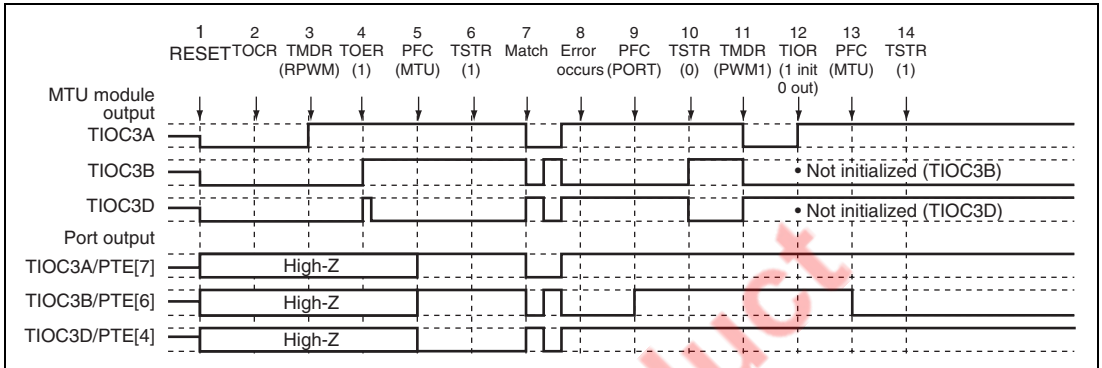 1 2 3 4 5 6 7 8 9 10 11 12 13 14
RESET TOCR TMDR TOER PFC TSTR Match Error PFC TSTR TMDR TIOR PFC TSTR
(RPWM) (1) (MTU) (1) occurs (PORT) (0) (PWM1) (1 init (MTU) (1)
0 out)
MTU module
output
TIOC3A
TIOC3B
• Not initialized (TIOC3B)
TIOC3D
• Not initialized (TIOC3D)
Port output
TIOC3A/PTE[7]
High-Z
TIOC3B/PTE[6]
High-Z
TIOC3D/PTE[4]
High-Z